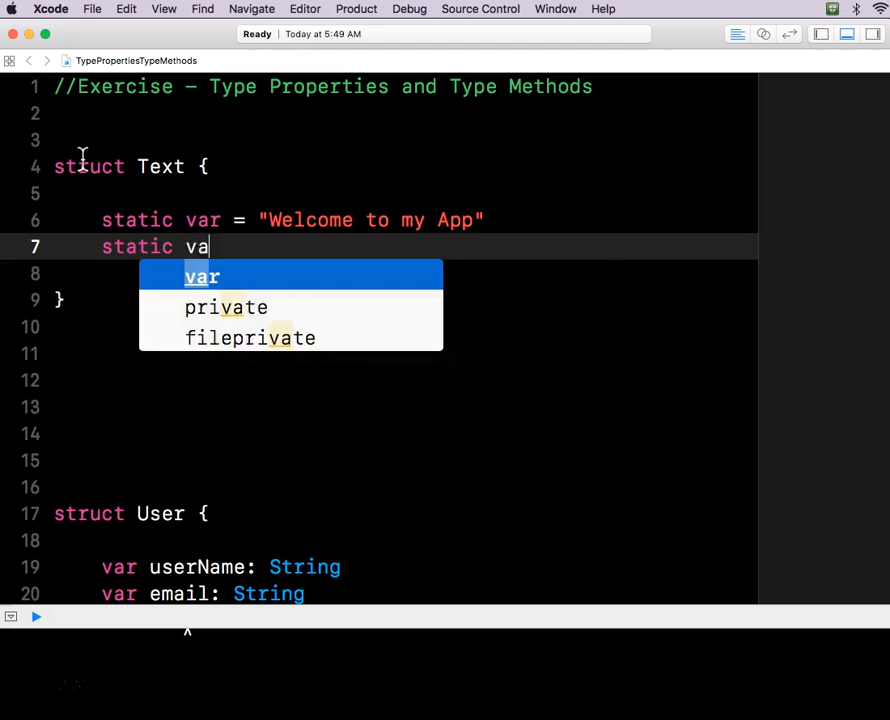 Xcode File Edit View Find Navigate Editor Product Debug Source Control Window Help
Ready | Today at 5:49 AM
TypePropertiesTypeMethods
1 //Exercise - Type Properties and Type Methods
2
3
4 struct Text {
5
6 static var = "Welcome to my App"
7 static va
8 var
9 }
private
10
fileprivate
11
12
13
14
15
16
17 struct User {
18
19 var userName: String
20 var email: String
^